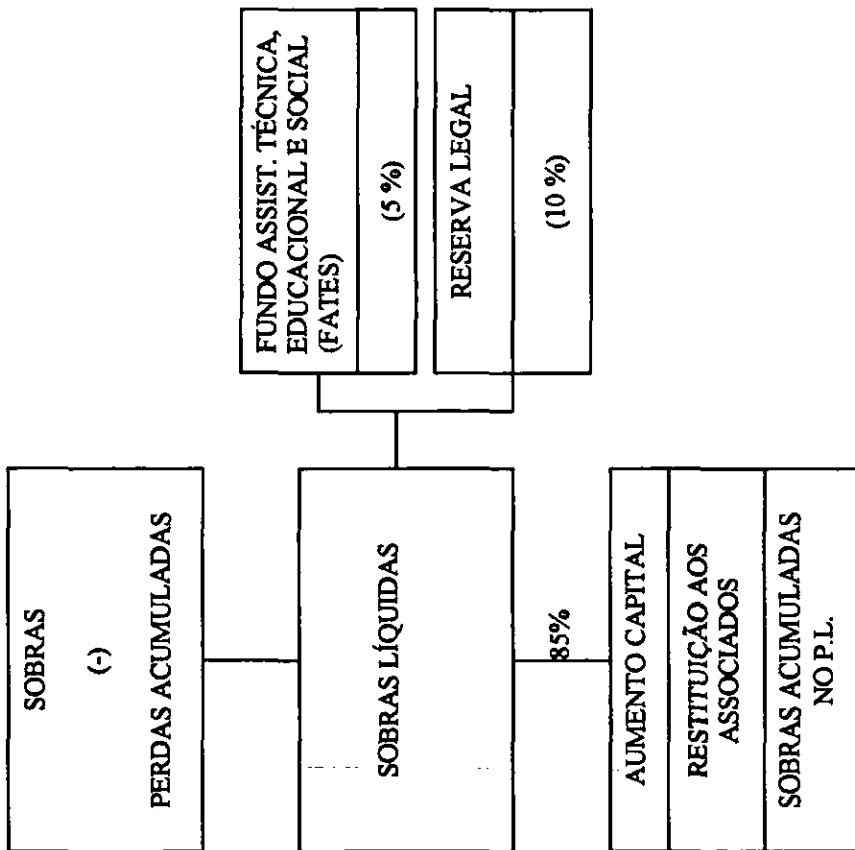 SOBRAS
(-)
PERDAS ACUMULADAS
SOBRAS LÍQUIDAS
FUNDO ASSIST. TÉCNICA,
EDUCACIONAL E SOCIAL
(FATES)
(5 %)
RESERVA LEGAL
(10 %)
85%
AUMENTO CAPITAL
RESTITUIÇÃO AOS
ASSOCIADOS
SOBRAS ACUMULADAS
NO P.L.